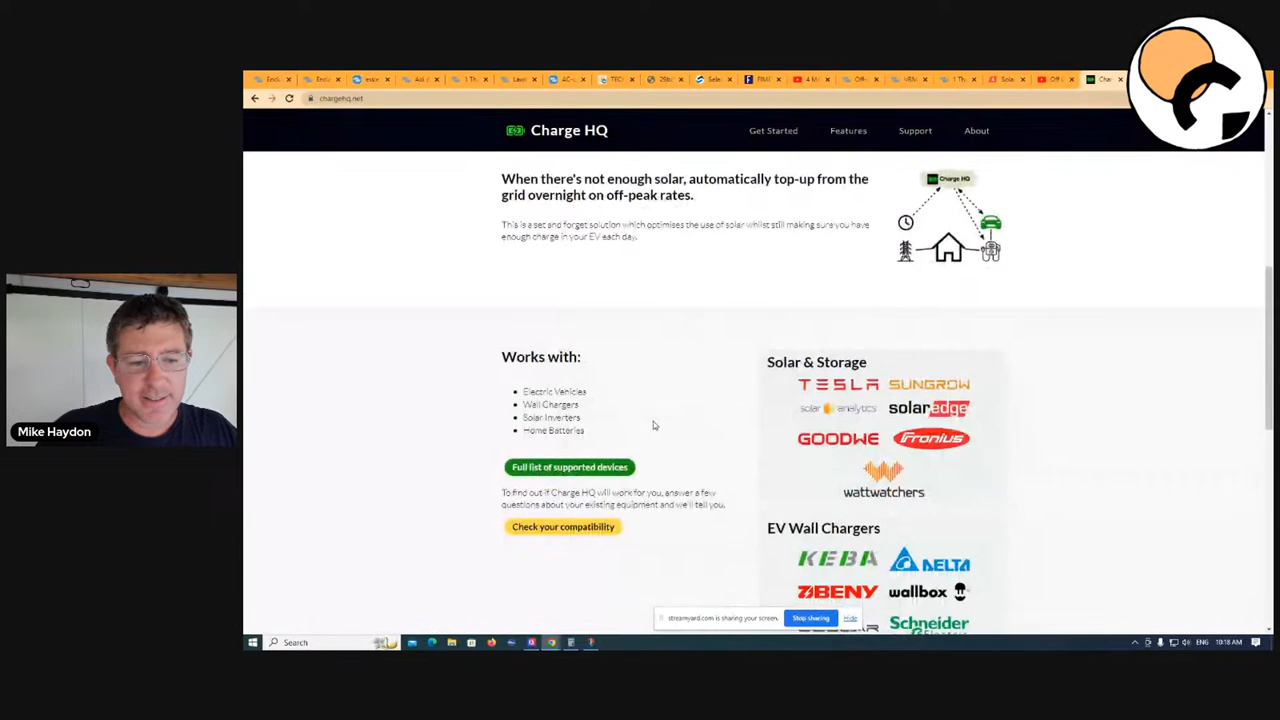 chargehq.net
Charge HQ
Get Started
Features
Support
About
When there's not enough solar, automatically top-up from the
grid overnight on off-peak rates.
This is a set and forget solution which optimises the use of solar whilst still making sure you have
enough charge in your EV each day.
Charge HQ
Works with:
Electric Vehicles
Wall Chargers
Solar Inverters
Home Batteries
Full list of supported devices
To find out if Charge HQ will work for you, answer a few
questions about your existing equipment and we'll tell you.
Check your compatibility
Solar & Storage
TESLA SUNGROW
solar analytics solaredge
GOODWE Fronius
wattwatchers
EV Wall Chargers
KEBA DELTA
ZJBENY wallbox
Schneider
streamyard.com is sharing your screen.
Stop sharing
Hide
Mike Haydon
Search
ENG
10:18 AM